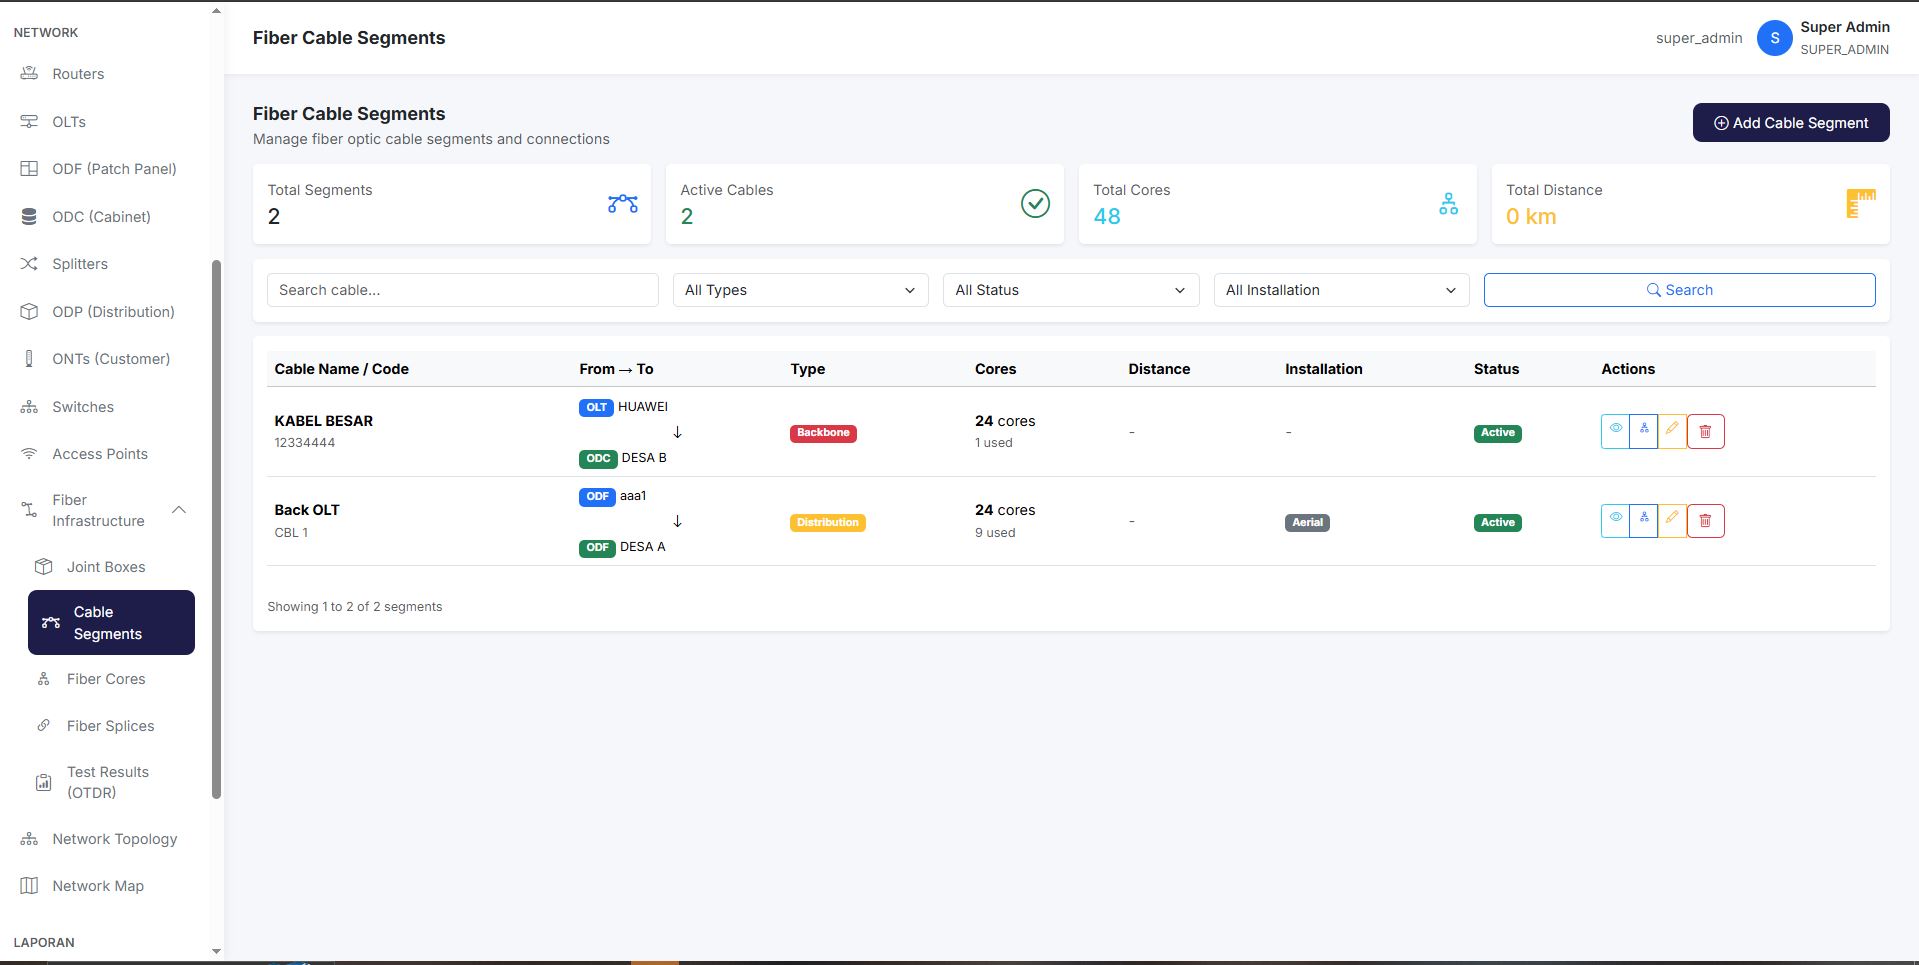 NETWORK
Routers
OLTs
ODF (Patch Panel)
ODC (Cabinet)
Splitters
ODP (Distribution)
ONTs (Customer)
Switches
Access Points
Fiber
Infrastructure
Joint Boxes
Cable
Segments
Fiber Cores
Fiber Splices
Test Results
(OTDR)
Network Topology
Network Map
LAPORAN
Fiber Cable Segments
super_admin
S
Super Admin
SUPER_ADMIN
Fiber Cable Segments
Manage fiber optic cable segments and connections
Add Cable Segment
Total Segments
2
Active Cables
2
Total Cores
48
Total Distance
0 km
Search cable...
All Types
All Status
All Installation
Search
Cable Name / Code From → To Type Cores Distance Installation Status Actions
KABEL BESAR
12334444
OLT HUAWEI
↓
ODC DESA B
Backbone
24 cores
1 used
-
-
Active
Back OLT
CBL 1
ODF aaa1
↓
ODF DESA A
Distribution
24 cores
9 used
-
Aerial
Active
Showing 1 to 2 of 2 segments